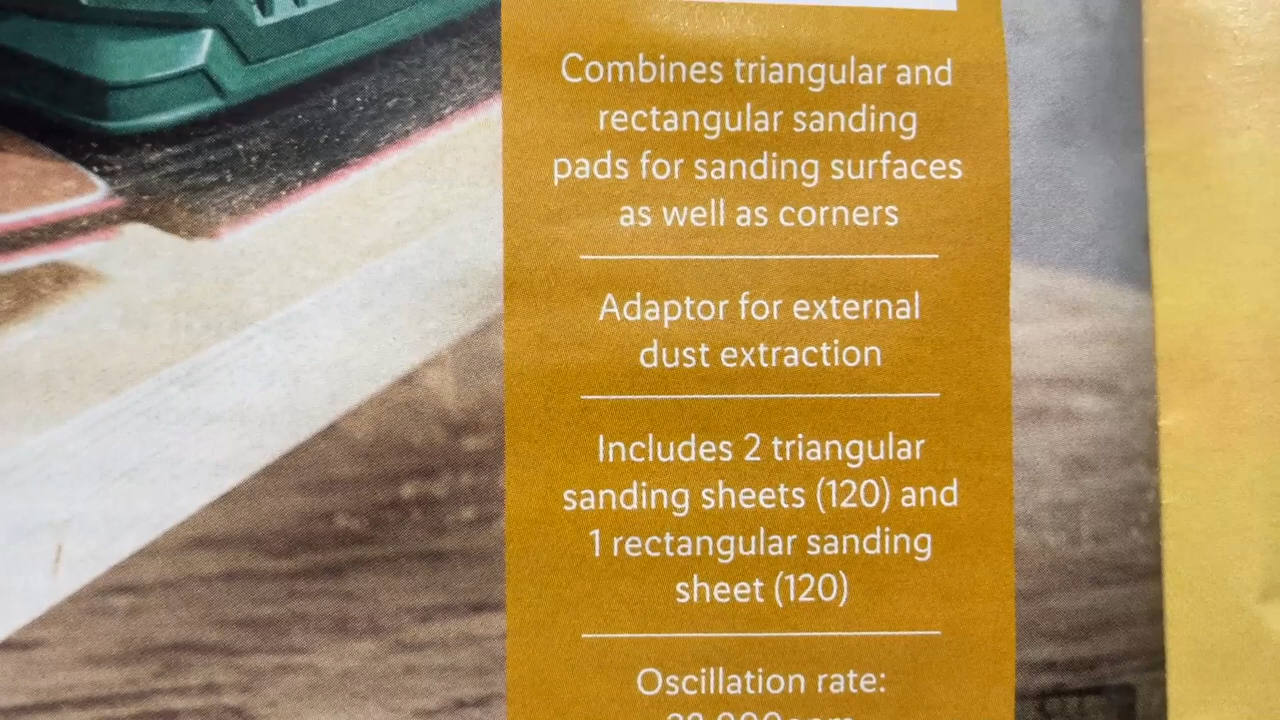 Combines triangular and
rectangular sanding
pads for sanding surfaces
as well as corners
Adaptor for external
dust extraction
Includes 2 triangular
sanding sheets (120) and
1 rectangular sanding
sheet (120)
Oscillation rate: